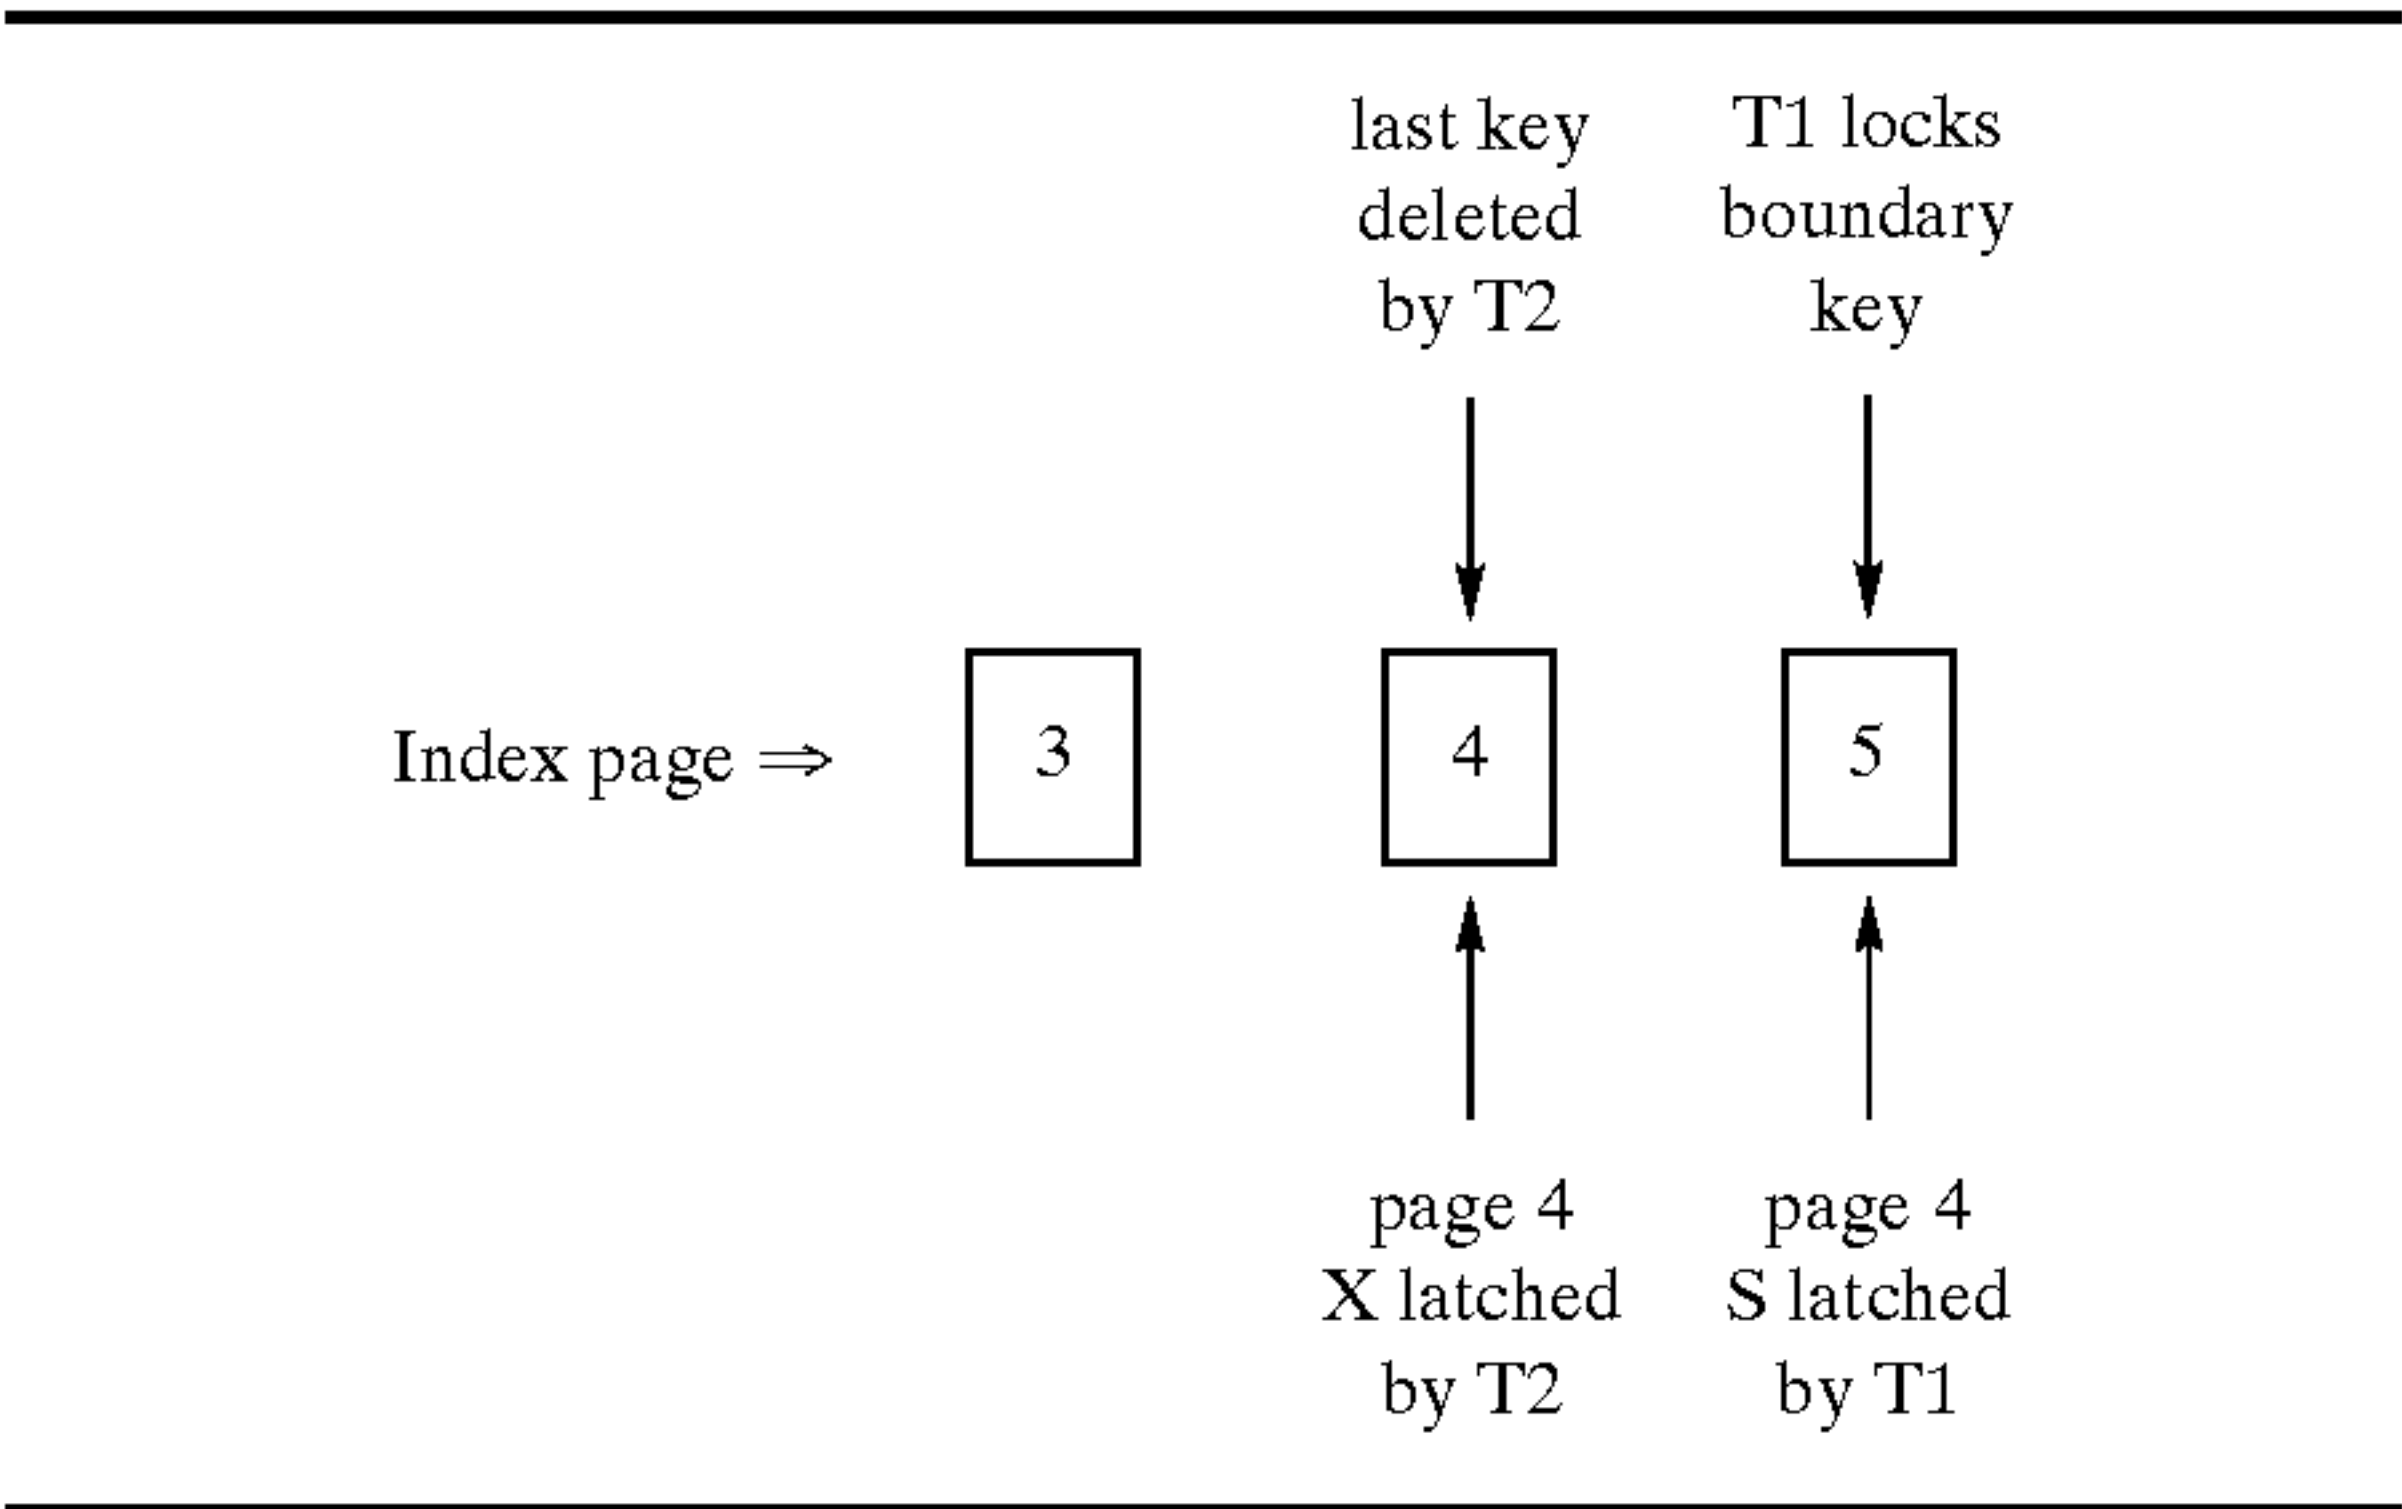 last key
deleted
by T2
T1 locks
boundary
key
Index page ⇒
3
4
5
page 4
X latched
by T2
page 4
S latched
by T1